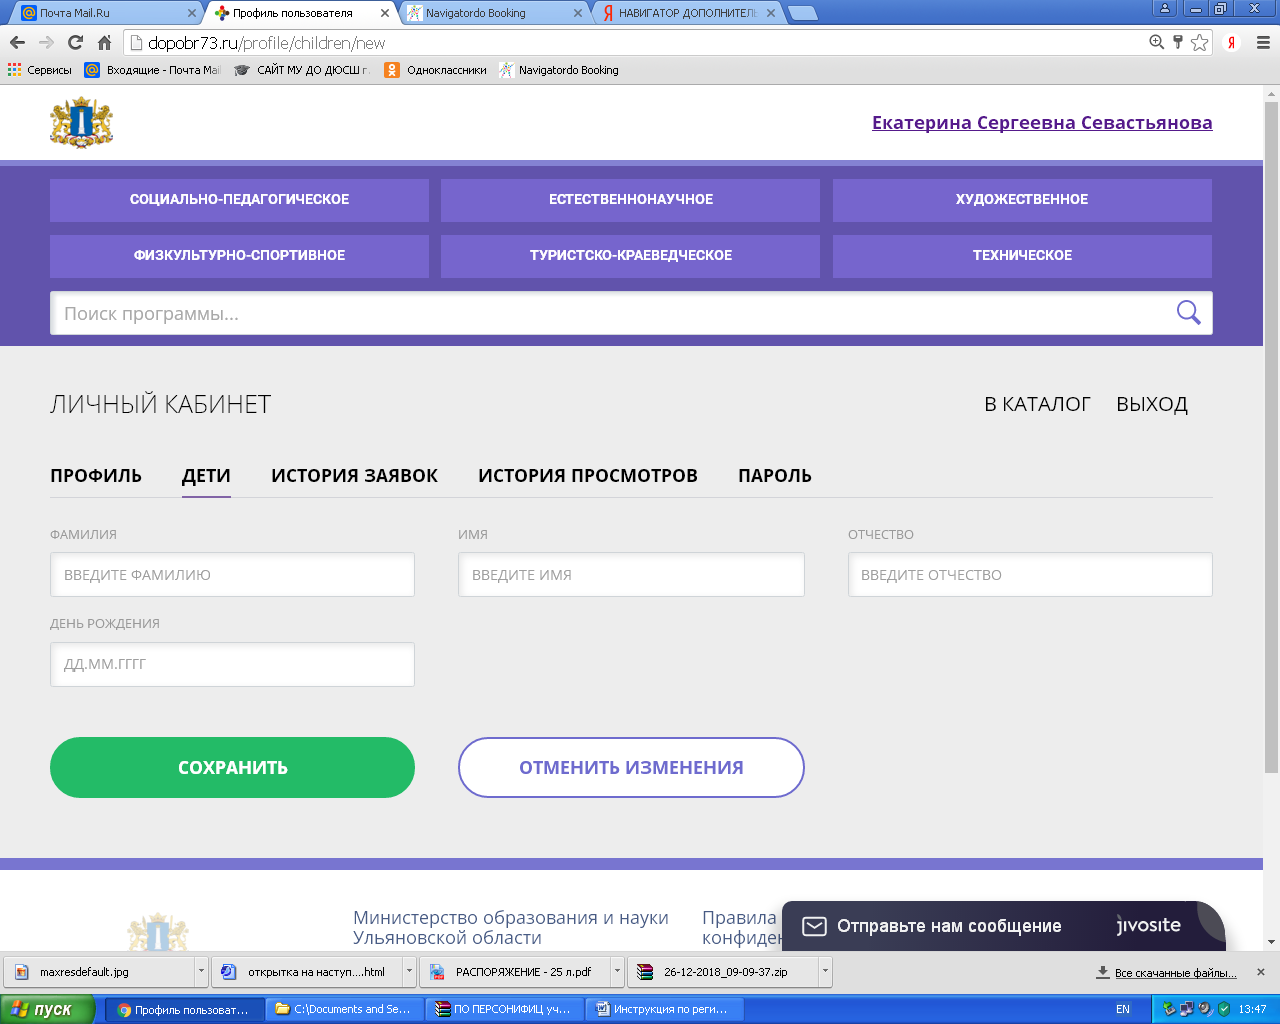 Почта Mail.Ru
Профиль пользователя
Navigatordo Booking
НАВИГАТОР ДОПОЛНИТЕЛЬ
dopobr73.ru/profile/children/new
Сервисы
Входящие - Почта Mai
САЙТ МУ ДО ДЮСШ г.
Одноклассники
Navigatordo Booking
Екатерина Сергеевна Севастьянова
СОЦИАЛЬНО-ПЕДАГОГИЧЕСКОЕ
ЕСТЕСТВЕННОНАУЧНОЕ
ХУДОЖЕСТВЕННОЕ
ФИЗКУЛЬТУРНО-СПОРТИВНОЕ
ТУРИСТСКО-КРАЕВЕДЧЕСКОЕ
ТЕХНИЧЕСКОЕ
Поиск программы...
ЛИЧНЫЙ КАБИНЕТ
В КАТАЛОГ
ВЫХОД
ПРОФИЛЬ
ДЕТИ
ИСТОРИЯ ЗАЯВОК
ИСТОРИЯ ПРОСМОТРОВ
ПАРОЛЬ
ФАМИЛИЯ
ИМЯ
ОТЧЕСТВО
ВВЕДИТЕ ФАМИЛИЮ
ВВЕДИТЕ ИМЯ
ВВЕДИТЕ ОТЧЕСТВО
ДЕНЬ РОЖДЕНИЯ
ДД.ММ.ГГГГ
СОХРАНИТЬ
ОТМЕНИТЬ ИЗМЕНЕНИЯ
Министерство образования и науки
Ульяновской области
Правила
конфиден
Отправьте нам сообщение
jivosite
maxresdefault.jpg
открытка на наступ....html
РАСПОРЯЖЕНИЕ - 25 л.pdf
26-12-2018_09-09-37.zip
Все скачанные файлы...
пуск
Профиль пользоват...
C:\Documents and Se...
ПО ПЕРСОНИФИЦ уч...
Инструкция по реги...
EN
13:47